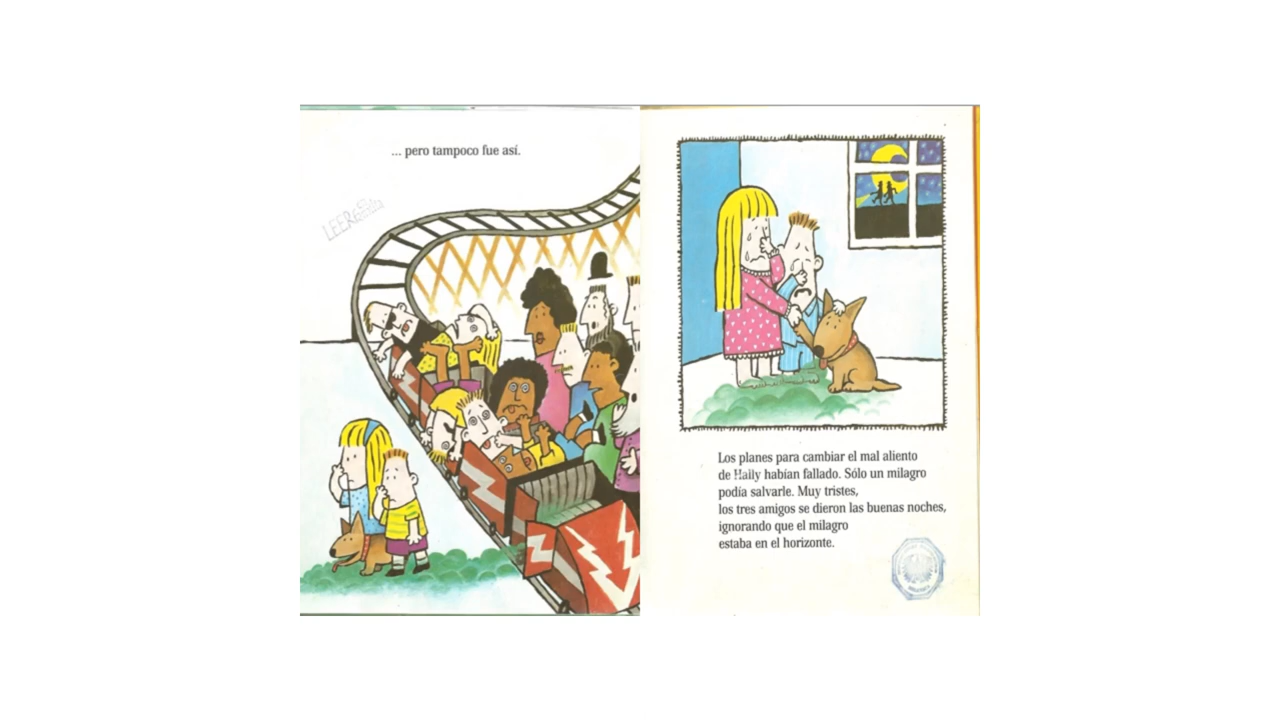 ... pero tampoco fue así.
LEER
Los planes para cambiar el mal aliento
de Haily habían fallado. Sólo un milagro
podía salvarle. Muy tristes,
los tres amigos se dieron las buenas noches,
ignorando que el milagro
estaba en el horizonte.